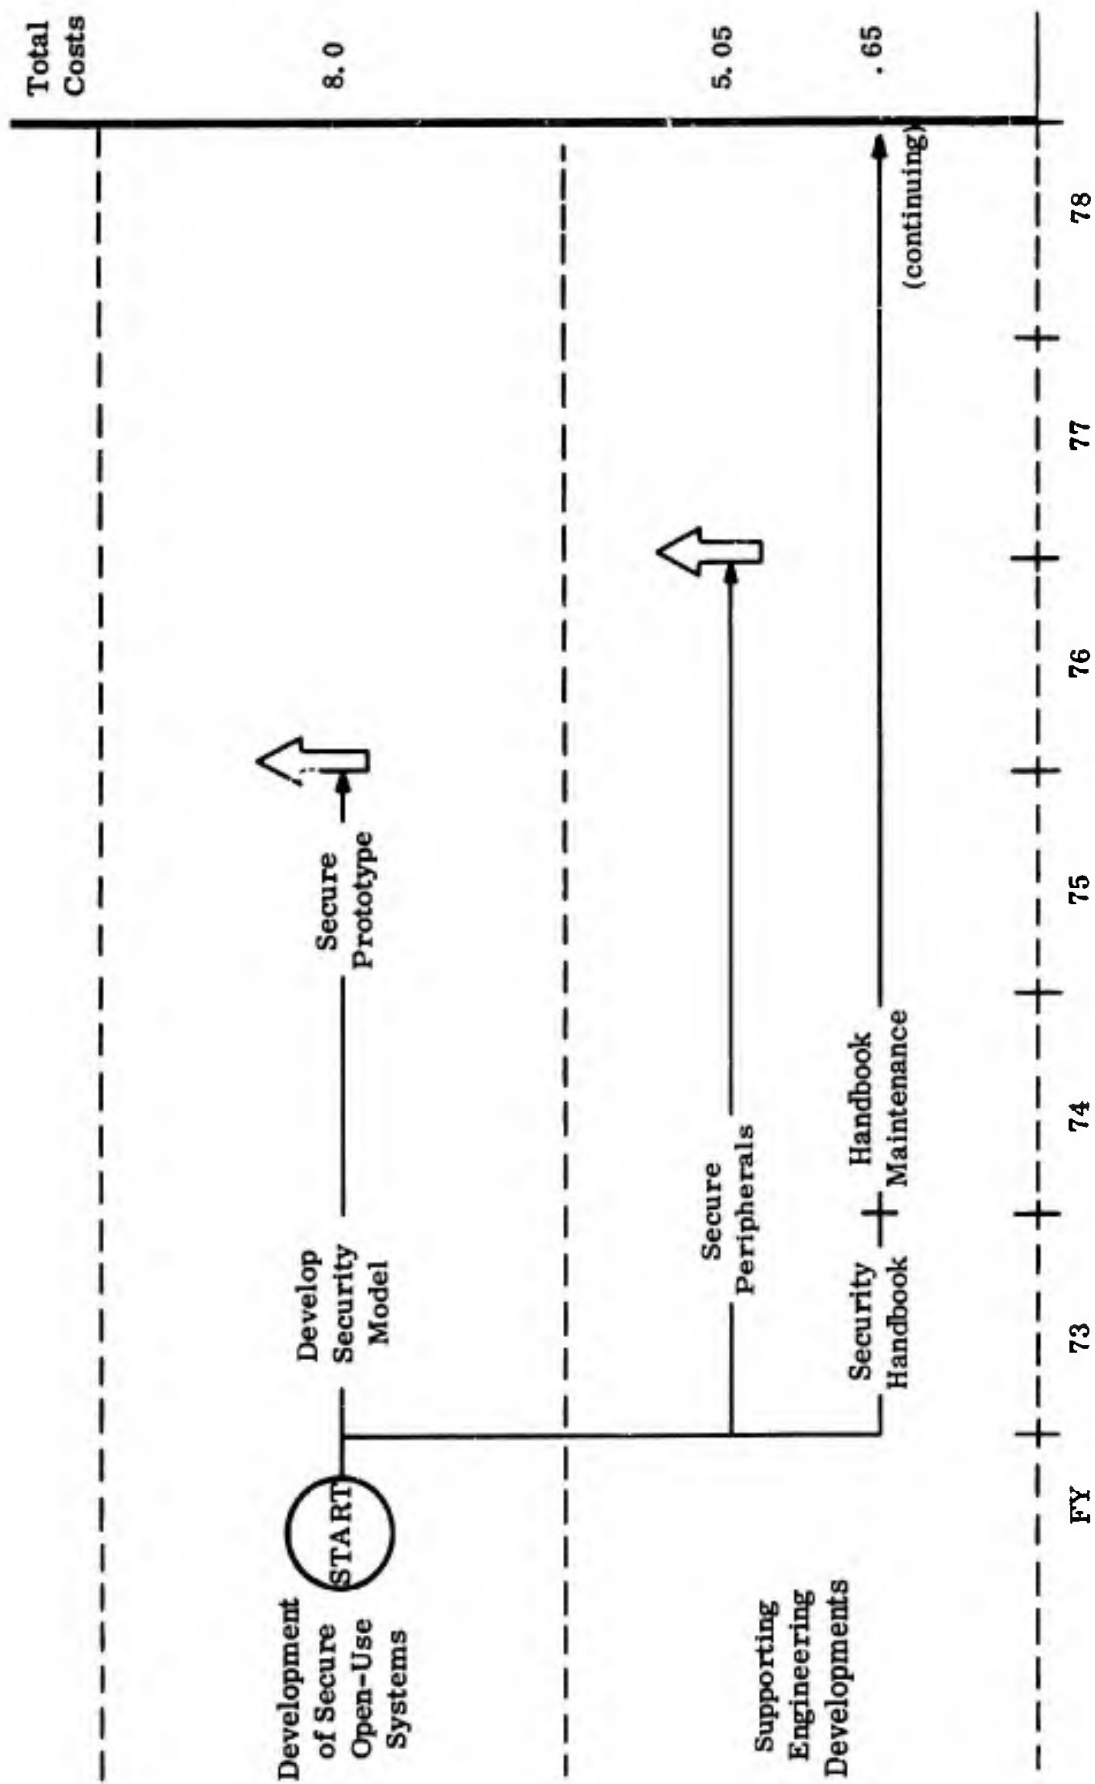 Total
Costs
Development
of Secure
Open-Use
Systems
START
Develop
Security
Model
Secure
Prototype
8.0
Supporting
Engineering
Developments
Secure
Peripherals
5.05
Security
Handbook
Handbook
Maintenance
(continuing)
.65
FY 73 74 75 76 77 78